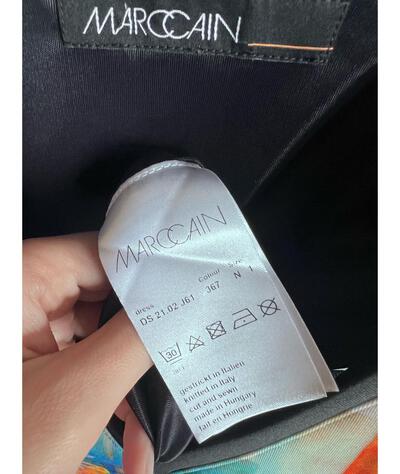 MARCCAIN
MARCCAIN
dress Colour Size
DS 21.02 J61 367 N 1
30
gestrickt in Italien
knitted in Italy
cut and sewn
made in Hungary
fait en Hongrie